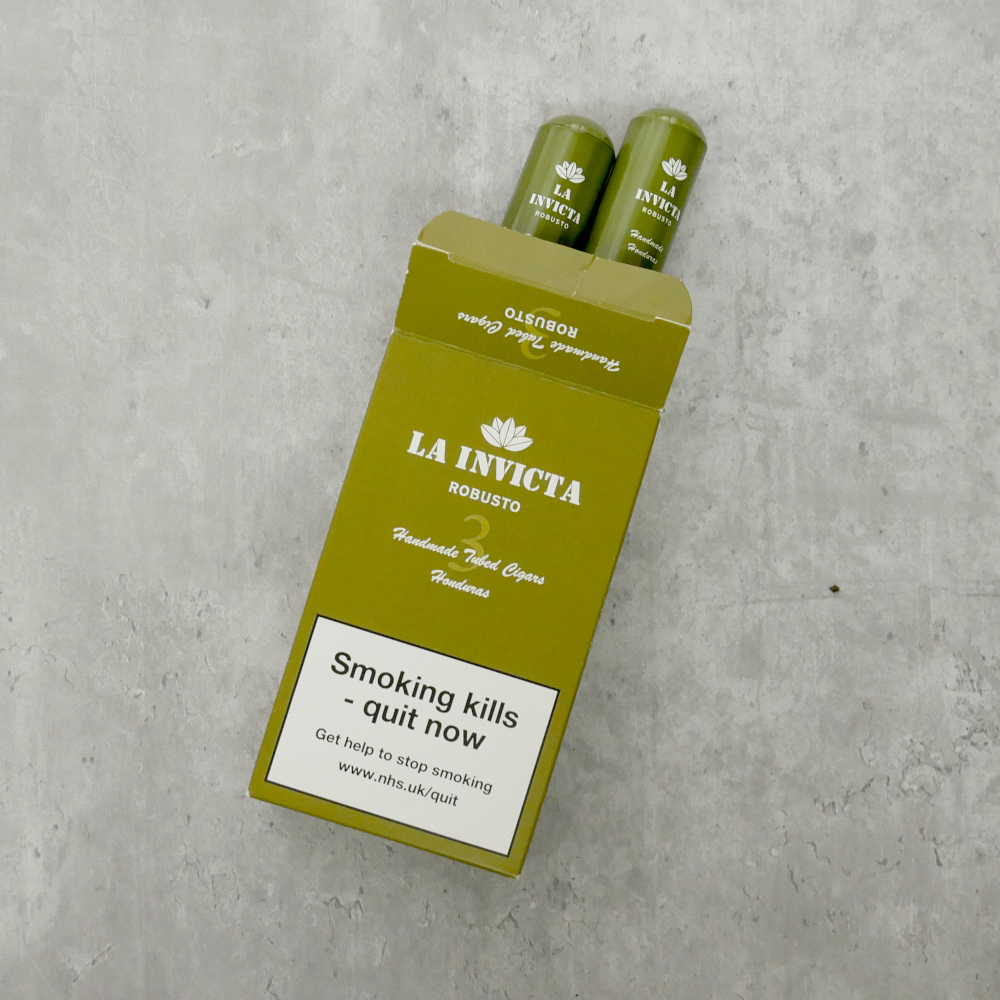 LA
INVICTA
ROBUSTO
LA
INVICTA
ROBUSTO
Handmade
Honduras
3
ROBUSTO
Handmade Tubed Cigars
LA INVICTA
ROBUSTO
3
Handmade Tubed Cigars
Honduras
Smoking kills
- quit now
Get help to stop smoking
www.nhs.uk/quit